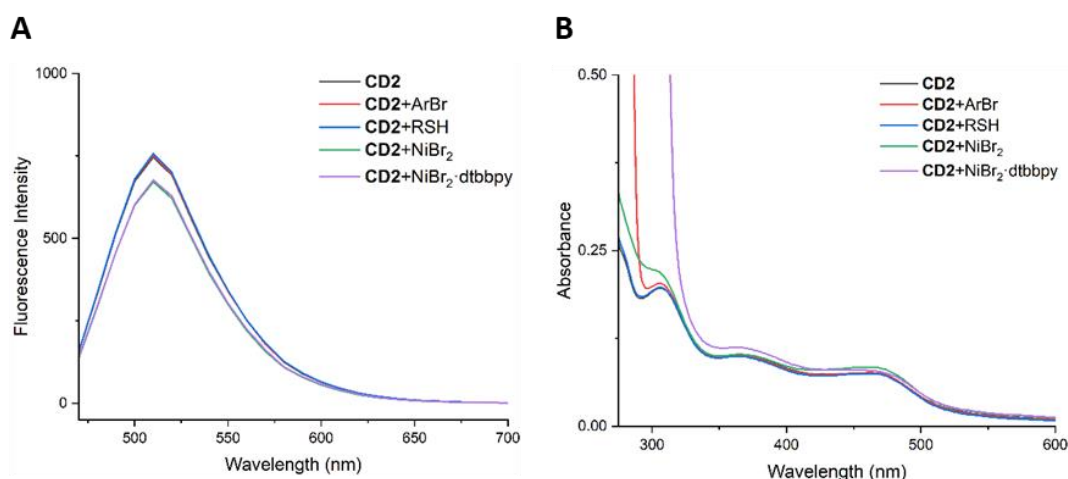 A
1000
500
0
500
550
600
650
700
Fluorescence Intensity
Wavelength (nm)
CD2
CD2+ArBr
CD2+RSH
CD2+NiBr₂
CD2+NiBr₂·dtbbpy
B
0.50
0.25
0.00
300
400
500
600
Absorbance
Wavelength (nm)
CD2
CD2+ArBr
CD2+RSH
CD2+NiBr₂
CD2+NiBr₂·dtbbpy